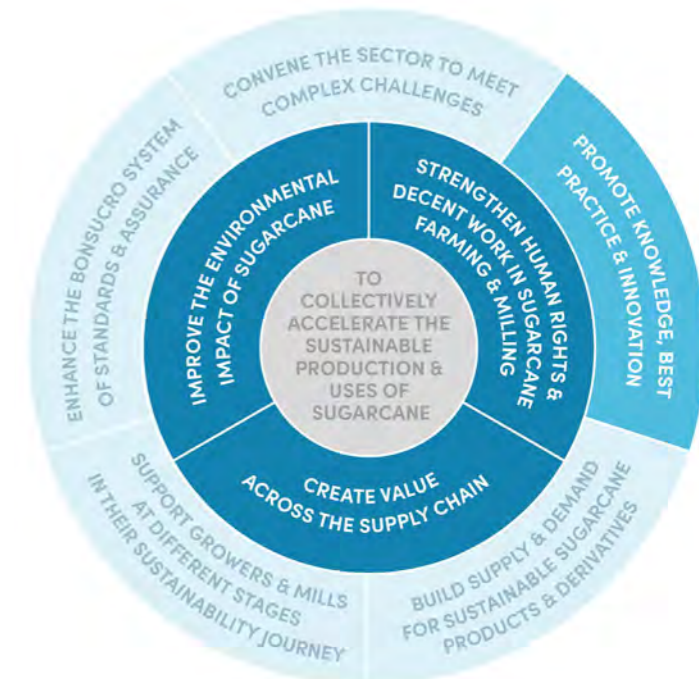 CONVENE THE SECTOR TO MEET
COMPLEX CHALLENGES
PROMOTE KNOWLEDGE, BEST
PRACTICE & INNOVATION
BUILD SUPPLY & DEMAND
FOR SUSTAINABLE SUGARCANE
PRODUCTS & DERIVATIVES
SUPPORT GROWERS & MILLS
AT DIFFERENT STAGES
IN THEIR SUSTAINABILITY JOURNEY
ENHANCE THE BONSUCRO SYSTEM
OF STANDARDS & ASSURANCE
IMPROVE THE ENVIRONMENTAL
IMPACT OF SUGARCANE
STRENGTHEN HUMAN RIGHTS &
DECENT WORK IN SUGARCANE
FARMING & MILLING
CREATE VALUE
ACROSS THE SUPPLY CHAIN
TO
COLLECTIVELY
ACCELERATE THE
SUSTAINABLE
PRODUCTION &
USES OF
SUGARCANE